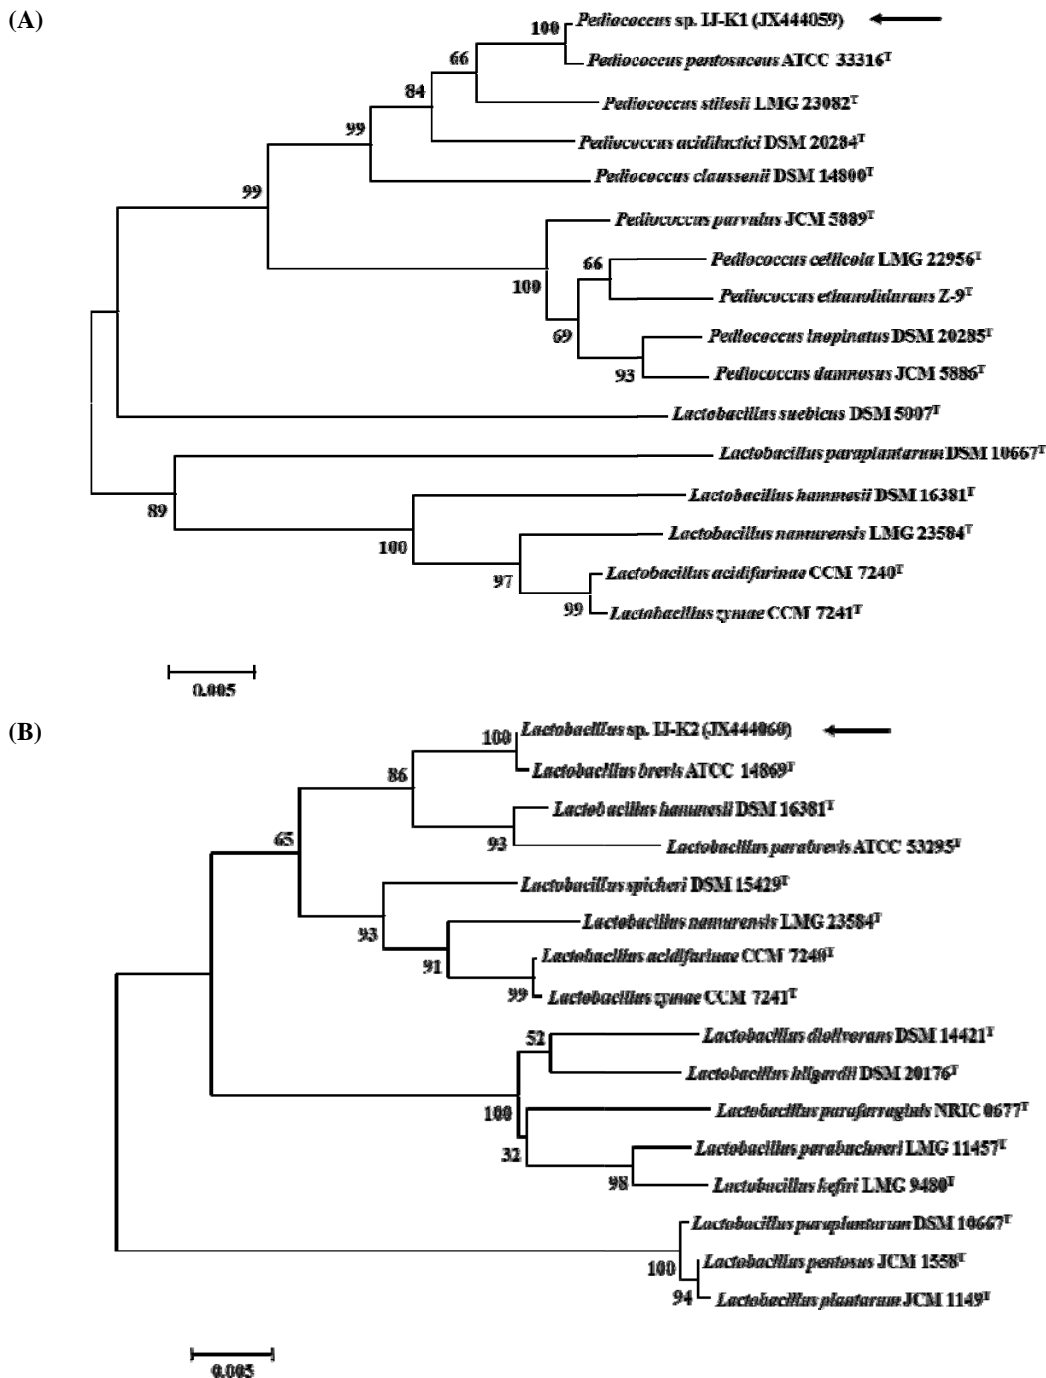 (A)
Pediococcus sp. IJ-K1 (JX444059)
100
Pediococcus pentosaceus ATCC 33316T
66
84
Pediococcus stilesii LMG 23082T
99
Pediococcus acidilactici DSM 20284T
Pediococcus claussenii DSM 14800T
99
Pediococcus parvulus JCM 5889T
Pediococcus cellicola LMG 22956T
66
100
Pediococcus ethanolidurans Z-9T
69
Pediococcus inopinatus DSM 20285T
93
Pediococcus damnosus JCM 5886T
Lactobacillus suebicus DSM 5007T
Lactobacillus paraplantarum DSM 10667T
89
Lactobacillus hammesii DSM 16381T
100
Lactobacillus namurensis LMG 23584T
97
Lactobacillus acidifarinae CCM 7240T
99
Lactobacillus zymae CCM 7241T
0.005
(B)
Lactobacillus sp. IJ-K2 (JX444060)
100
86
Lactobacillus brevis ATCC 14869T
Lactobacillus hammesii DSM 16381T
65
93
Lactobacillus parabrevis ATCC 53295T
Lactobacillus spicheri DSM 15429T
93
Lactobacillus namurensis LMG 23584T
91
Lactobacillus acidifarinae CCM 7240T
99
Lactobacillus zymae CCM 7241T
52
Lactobacillus diolivorans DSM 14421T
Lactobacillus hilgardii DSM 20176T
100
Lactobacillus parafarraginis NRIC 0677T
32
Lactobacillus parabuchneri LMG 11457T
98
Lactobacillus kefiri LMG 9480T
Lactobacillus paraplantarum DSM 10667T
100
Lactobacillus pentosus JCM 1558T
94
Lactobacillus plantarum JCM 1149T
0.005